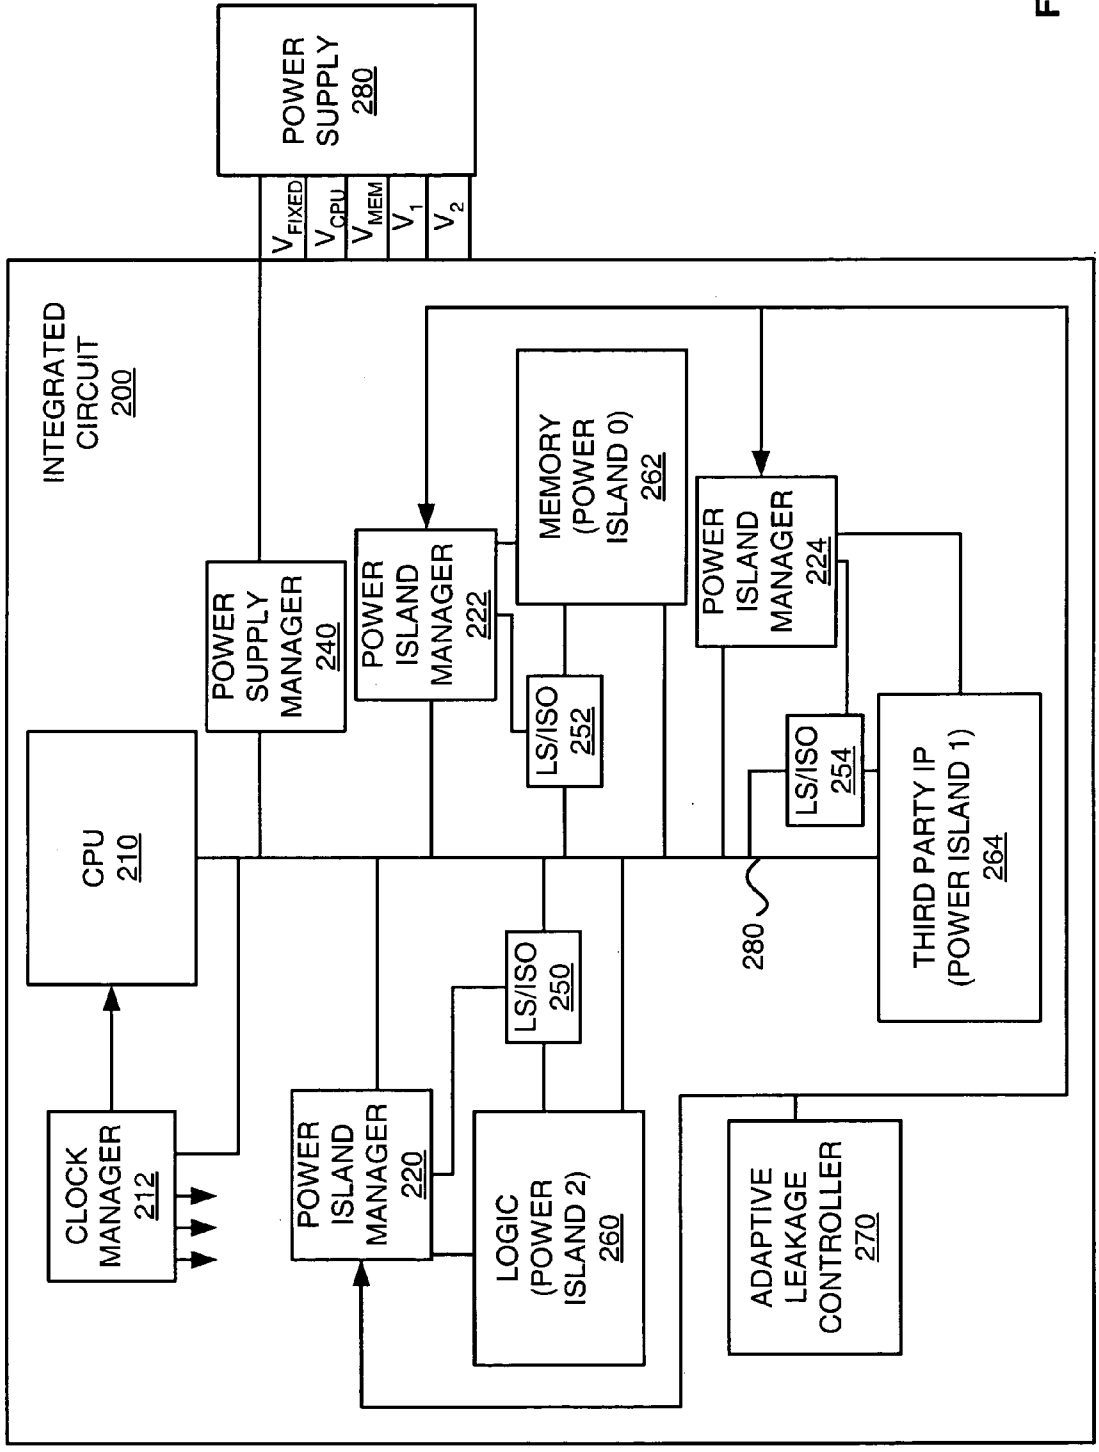 INTEGRATED
CIRCUIT
200
CLOCK
MANAGER
212
CPU
210
POWER
SUPPLY
MANAGER
240
POWER
SUPPLY
280
VFIXED
VCPU
VMEM
V1
V2
POWER
ISLAND
MANAGER
220
POWER
ISLAND
MANAGER
222
LS/ISO
250
LS/ISO
252
LOGIC
(POWER
ISLAND 2)
260
MEMORY
(POWER
ISLAND 0)
262
POWER
ISLAND
MANAGER
224
280
LS/ISO
254
ADAPTIVE
LEAKAGE
CONTROLLER
270
THIRD PARTY IP
(POWER ISLAND 1)
264
F